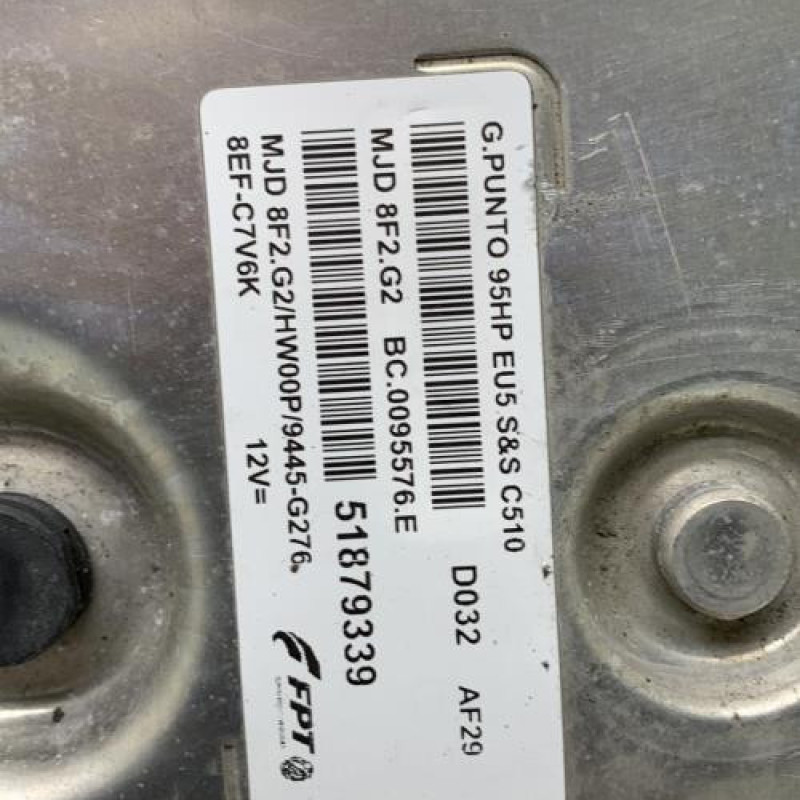 G.PUNTO 95HP EU5 S&S C510
D032 AF29
MJD 8F2.G2 BC.0095576.E
51879339
MJD 8F2.G2/HW00P/9445-G276
8EF-C7V6K 12V=
FPT